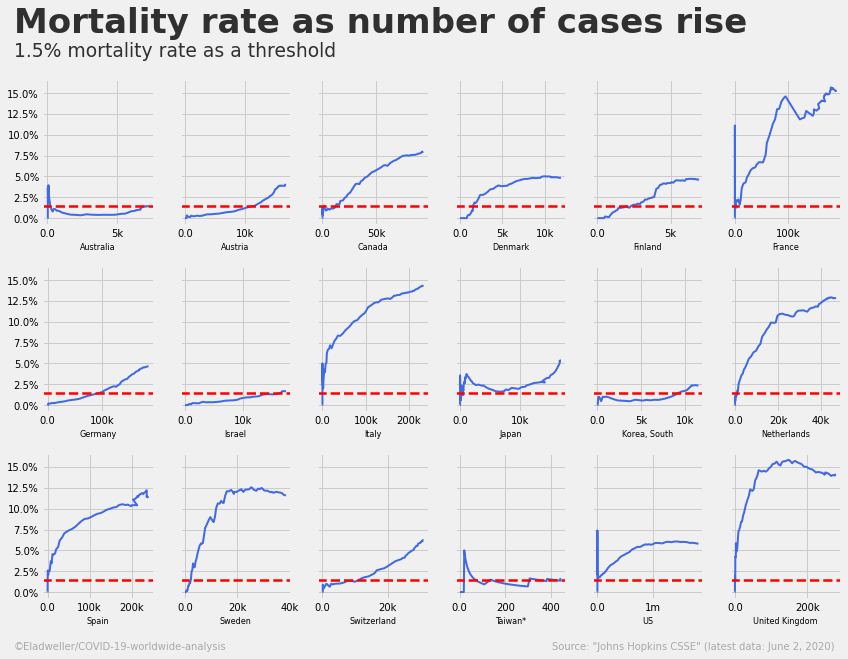 Mortality rate as number of cases rise
1.5% mortality rate as a threshold
15.0%
12.5%
10.0%
7.5%
5.0%
2.5%
0.0%
0.0 5k
Australia
0.0 10k
Austria
0.0 50k
Canada
0.0 5k 10k
Denmark
0.0 5k
Finland
0.0 100k
France
15.0%
12.5%
10.0%
7.5%
5.0%
2.5%
0.0%
0.0 100k
Germany
0.0 10k
Israel
0.0 100k 200k
Italy
0.0 10k
Japan
0.0 5k 10k
Korea, South
0.0 20k 40k
Netherlands
15.0%
12.5%
10.0%
7.5%
5.0%
2.5%
0.0%
0.0 100k 200k
Spain
0.0 20k 40k
Sweden
0.0 20k
Switzerland
0.0 200 400
Taiwan*
0.0 1m
US
0.0 200k
United Kingdom
©Eladweller/COVID-19-worldwide-analysis
Source: "Johns Hopkins CSSE" (latest data: June 2, 2020)